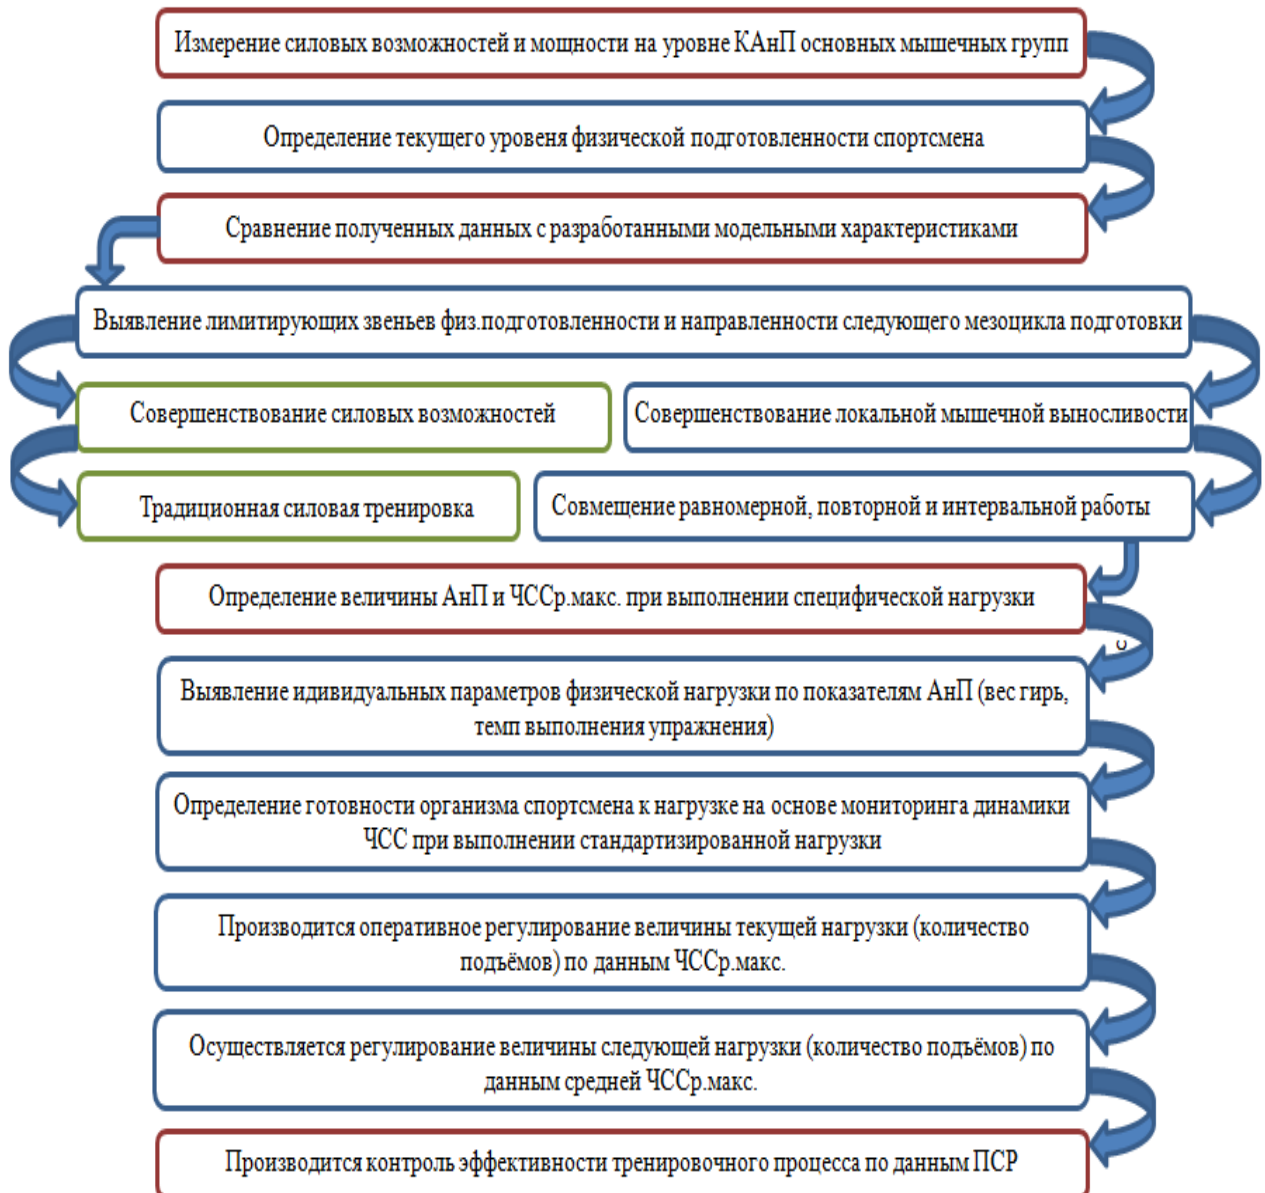 Измерение силовых возможностей и мощности на уровне КАнП основных мышечных групп
Определение текущего уровеня физической подготовленности спортсмена
Сравнение полученных данных с разработанными модельными характеристиками
Выявление лимитирующих звеньев физ.подготовленности и направленности следующего мезоцикла подготовки
Совершенствование силовых возможностей
Совершенствование локальной мышечной выносливости
Традиционная силовая тренировка
Совмещение равномерной, повторной и интервальной работы
Определение величины АнП и ЧССр.макс. при выполнении специфической нагрузки
с
Выявление идивидуальных параметров физической нагрузки по показателям АнП (вес гирь,
темп выполнения упражнения)
Определение готовности организма спортсмена к нагрузке на основе мониторинга динамики
ЧСС при выполнении стандартизированной нагрузки
Производится оперативное регулирование величины текущей нагрузки (количество
подъёмов) по данным ЧССр.макс.
Осуществляется регулирование величины следующей нагрузки (количество подъёмов) по
данным средней ЧССр.макс.
Производится контроль эффективности тренировочного процесса по данным ПСР